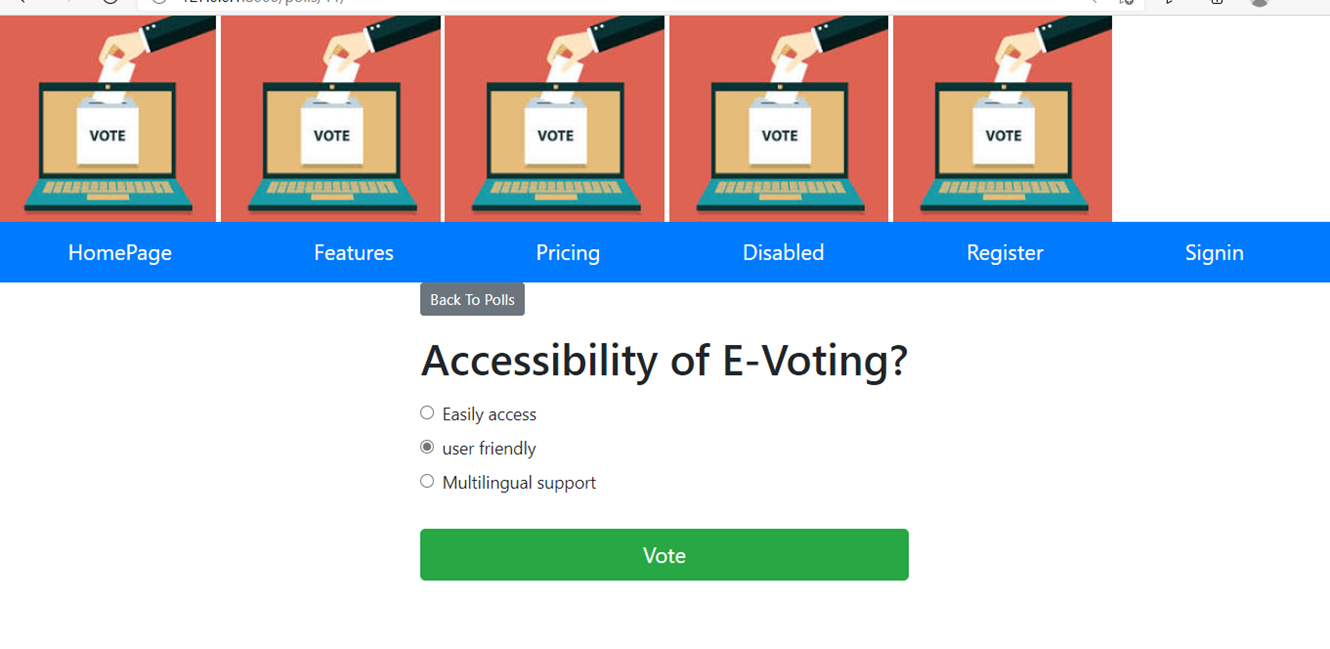 VOTE VOTE VOTE VOTE VOTE
HomePage Features Pricing Disabled Register Signin
Back To Polls
Accessibility of E-Voting?
Easily access
user friendly
Multilingual support
Vote